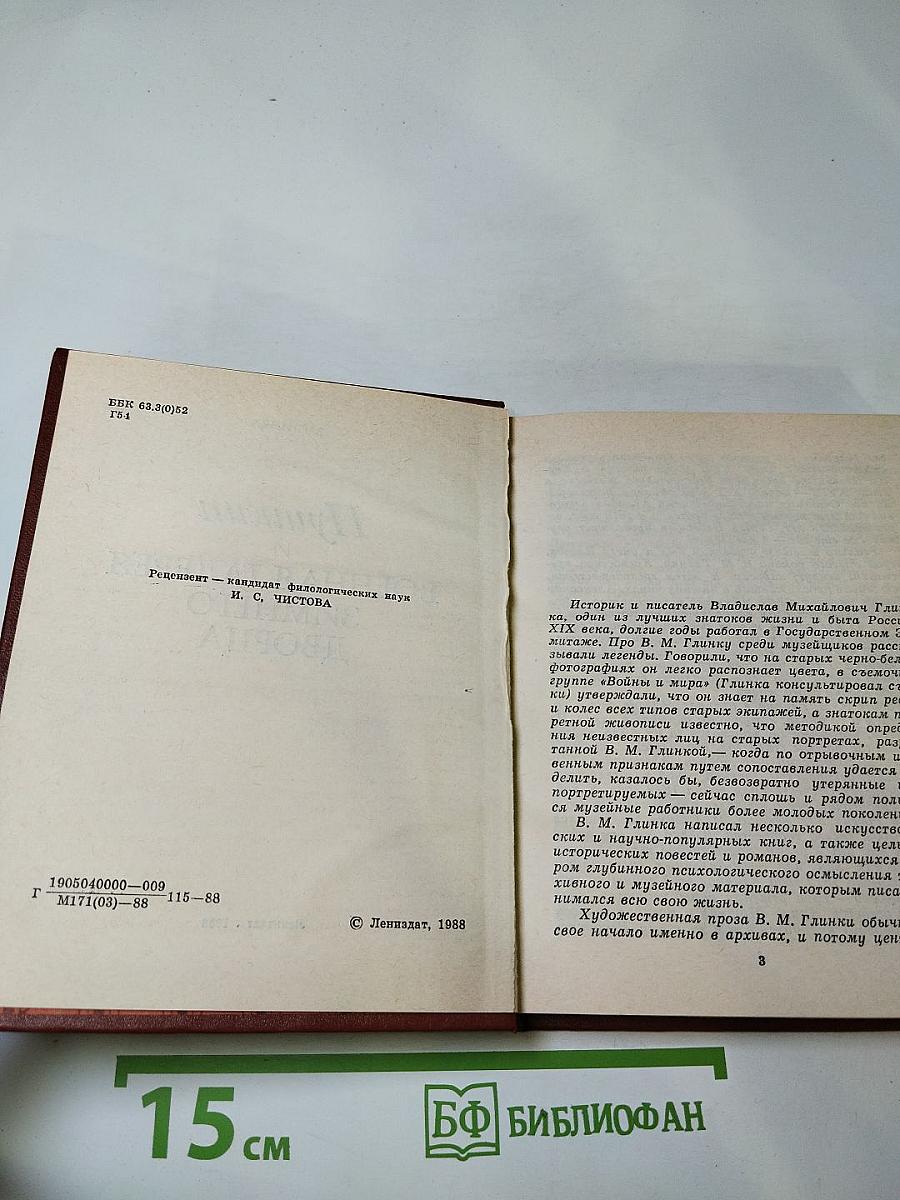 ББК 63.3(0)52
Г51
Рецензент — кандидат филологических наук
И. С. ЧИСТОВА
Г 1905040000—009
М171(03)—88 115—88
© Лениздат, 1988
Историк и писатель Владислав Михайлович Глин
ка, один из лучших знатоков жизни и быта Росси
XIX века, долгие годы работал в Государственном Э
митаже. Про В. М. Глинку среди музейщиков расс
зывали легенды. Говорили, что на старых черно-бел
фотографиях он легко распознает цвета, в съемочн
группе «Войны и мира» (Глинка консультировал съ
ки) утверждали, что он знает на память скрип рес
и колес всех типов старых экипажей, а знатокам п
ретной живописи известно, что методикой опред
ния неизвестных лиц на старых портретах, раз
танной В. М. Глинкой,— когда по отрывочным и
венным признакам путем сопоставления удается
делить, казалось бы, безвозвратно утерянные
портретируемых — сейчас сплошь и рядом поль
ся музейные работники более молодых поколен
В. М. Глинка написал несколько искусство
ских и научно-популярных книг, а также целы
исторических повестей и романов, являющихся
ром глубинного психологического осмысления
хивного и музейного материала, которым писа
нимался всю свою жизнь.
Художественная проза В. М. Глинки обыч
свое начало именно в архивах, и потому цен
3
15 см
БФ БИБЛИОФАН